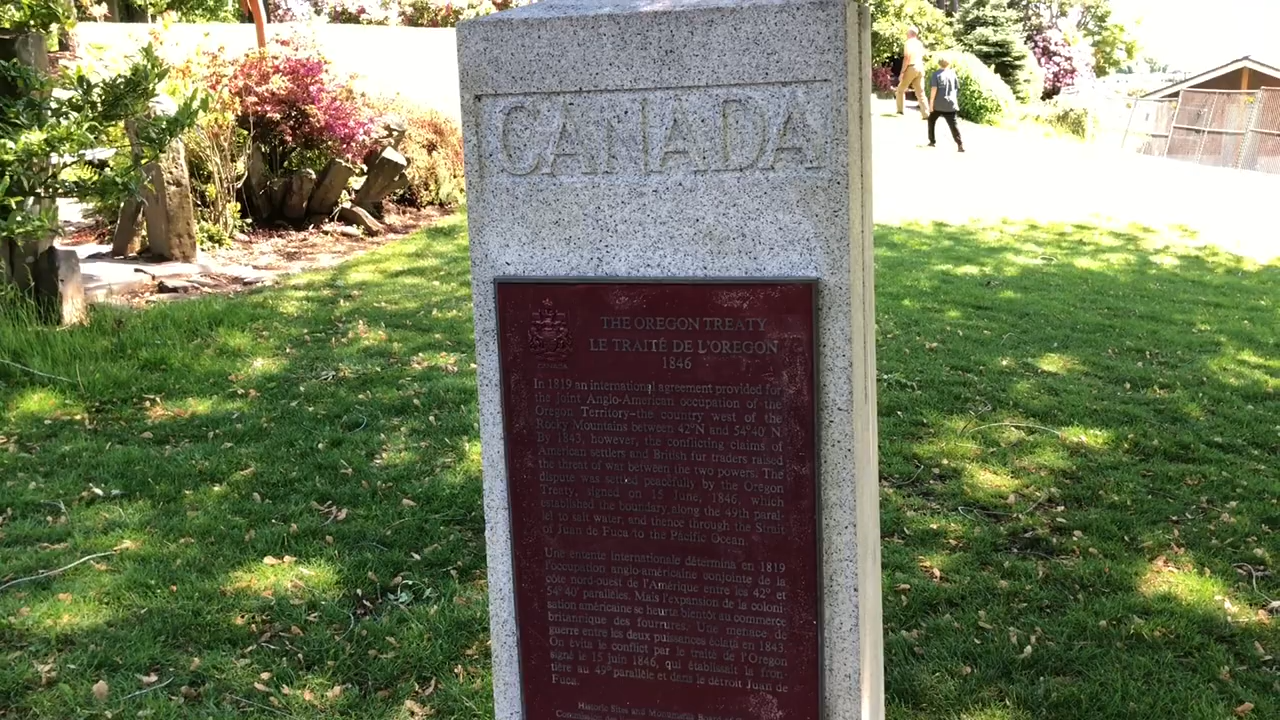 CANADA
THE OREGON TREATY
LE TRAITÉ DE L'OREGON
1846
In 1819 an international agreement provided for
the Joint Anglo-American occupation of the
Oregon Territory–the country west of the
Rocky Mountains between 42°N and 54°40' N
By 1843, however, the conflicting claims of
American settlers and British fur traders raised
the threat of war between the two powers. The
dispute was settled peacefully by the Oregon
Treaty, signed on 15 June, 1846, which
established the boundary along the 49th paral-
lel to salt water, and thence through the Strait
of Juan de Fuca to the Pacific Ocean.
Une entente internationale détermina en 1819
l'occupation anglo-américaine conjointe de la
côte nord-ouest de l'Amérique entre les 42° et
54° 40' parallèles. Mais l'expansion de la coloni-
sation américaine se heurta bientôt au commerce
britannique des fourrures. Une menace de
guerre entre les deux puissances éclata en 1843.
On évita le conflit par le traité de l'Oregon
signé le 15 juin 1846, qui établissait la fron-
tière au 49° parallèle et dans le détroit Juan de
Fuca.
Historic Sites and Monuments Board of
Commission des